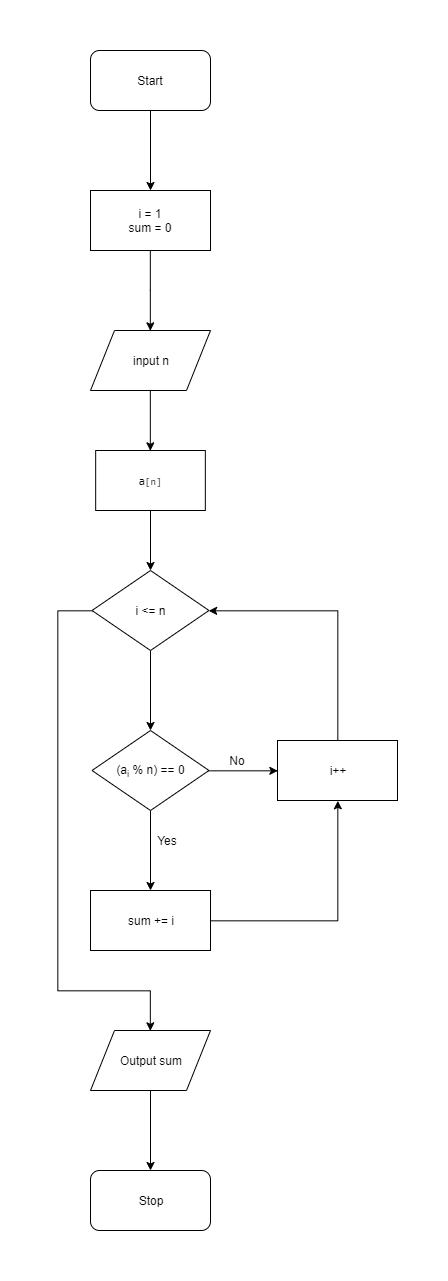 Start
i = 1
sum = 0
input n
a[n]
i <= n
(aᵢ % n) == 0
No
i++
Yes
sum += i
Output sum
Stop